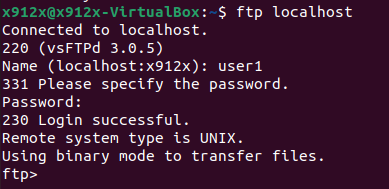 x912x@x912x-VirtualBox:~$ ftp localhost
Connected to localhost.
220 (vsFTPd 3.0.5)
Name (localhost:x912x): user1
331 Please specify the password.
Password:
230 Login successful.
Remote system type is UNIX.
Using binary mode to transfer files.
ftp>